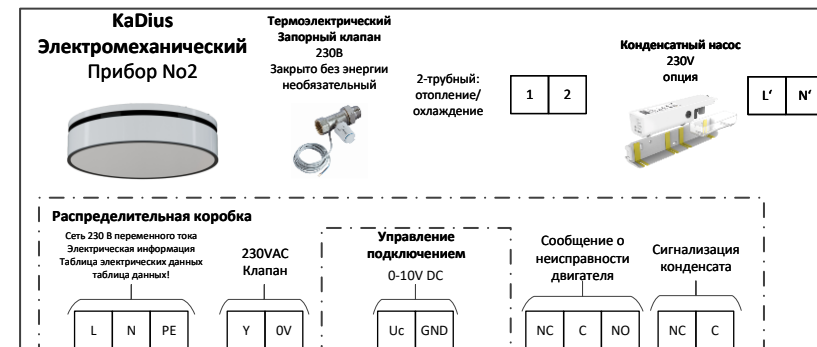 KaDius
Электромеханический
Прибор No2
Термоэлектрический
Запорный клапан
230В
Закрыто без энергии
необязательный
2-трубный:
отопление/
охлаждение
1 2
Конденсатный насос
230V
опция
L' N'
Распределительная коробка
Сеть 230 В переменного тока
Электрическая информация
Таблица электрических данных
таблица данных!
230VAC
Клапан
Управление
подключением
0-10V DC
Сообщение о
неисправности
двигателя
Сигнализация
конденсата
L N PE
Y 0V
Uc GND
NC C NO
NC C